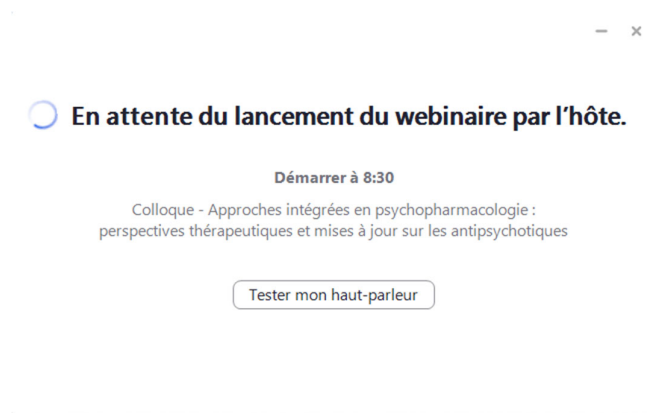 En attente du lancement du webinaire par l’hôte.
Démarrer à 8:30
Colloque - Approches intégrées en psychopharmacologie :
perspectives thérapeutiques et mises à jour sur les antipsychotiques
Tester mon haut-parleur